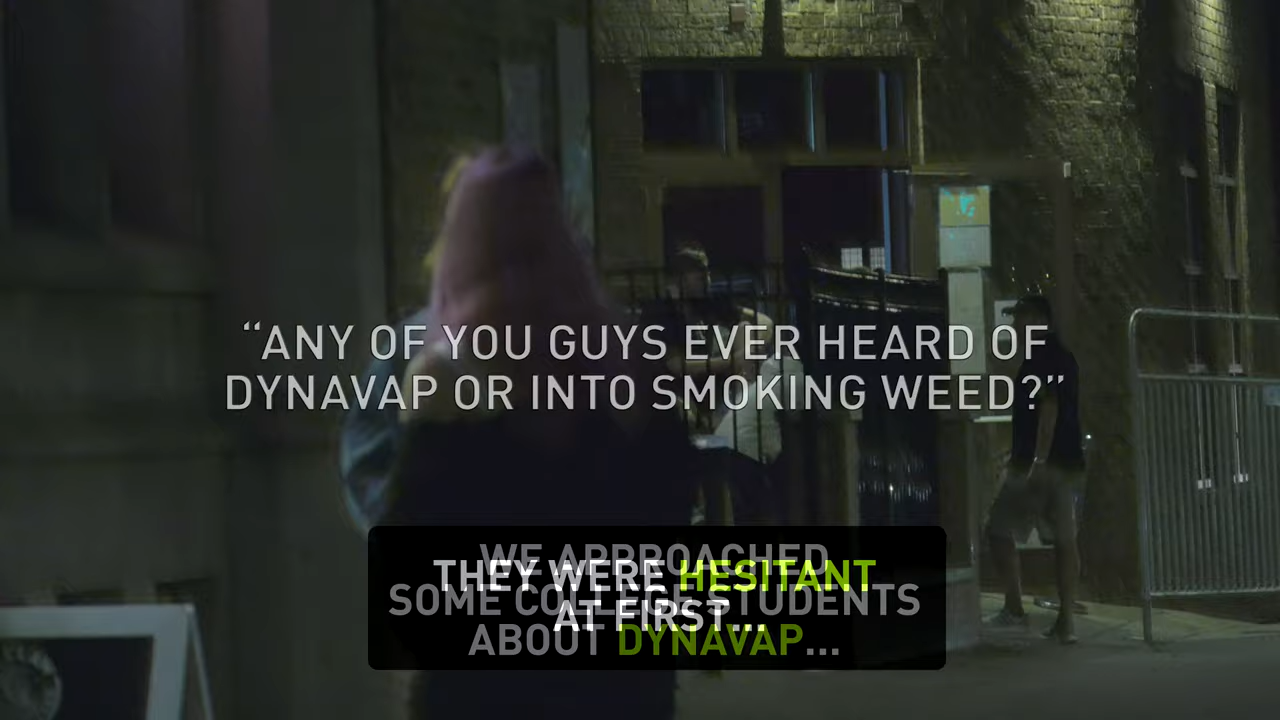 “ANY OF YOU GUYS EVER HEARD OF
DYNAVAP OR INTO SMOKING WEED?”
WE APPROACHED
SOME COLLEGE STUDENTS
ABOUT DYNAVAP...
THEY WERE HESITANT
AT FIRST...